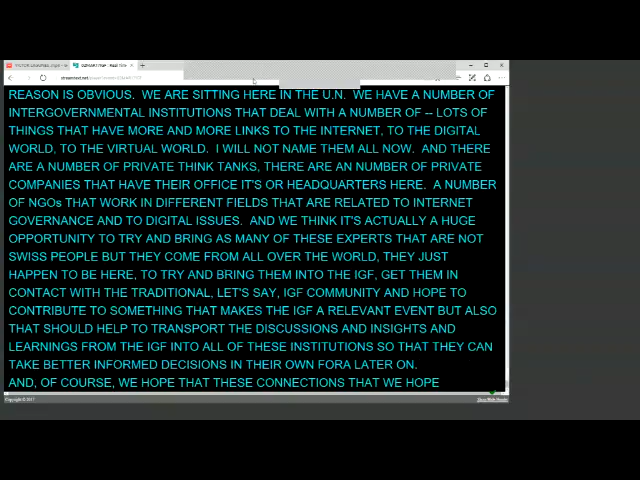 REASON IS OBVIOUS.  WE ARE SITTING HERE IN THE U.N.  WE HAVE A NUMBER OF
INTERGOVERNMENTAL INSTITUTIONS THAT DEAL WITH A NUMBER OF -- LOTS OF
THINGS THAT HAVE MORE AND MORE LINKS TO THE INTERNET, TO THE DIGITAL
WORLD, TO THE VIRTUAL WORLD.  I WILL NOT NAME THEM ALL NOW.  AND THERE
ARE A NUMBER OF PRIVATE THINK TANKS, THERE ARE AN NUMBER OF PRIVATE
COMPANIES THAT HAVE THEIR OFFICE IT'S OR HEADQUARTERS HERE.  A NUMBER
OF NGOs THAT WORK IN DIFFERENT FIELDS THAT ARE RELATED TO INTERNET
GOVERNANCE AND TO DIGITAL ISSUES.  AND WE THINK IT'S ACTUALLY A HUGE
OPPORTUNITY TO TRY AND BRING AS MANY OF THESE EXPERTS THAT ARE NOT
SWISS PEOPLE BUT THEY COME FROM ALL OVER THE WORLD, THEY JUST
HAPPEN TO BE HERE, TO TRY AND BRING THEM INTO THE IGF, GET THEM IN
CONTACT WITH THE TRADITIONAL, LET'S SAY, IGF COMMUNITY AND HOPE TO
CONTRIBUTE TO SOMETHING THAT MAKES THE IGF A RELEVANT EVENT BUT ALSO
THAT SHOULD HELP TO TRANSPORT THE DISCUSSIONS AND INSIGHTS AND
LEARNINGS FROM THE IGF INTO ALL OF THESE INSTITUTIONS SO THAT THEY CAN
TAKE BETTER INFORMED DECISIONS IN THEIR OWN FORA LATER ON.
AND, OF COURSE, WE HOPE THAT THESE CONNECTIONS THAT WE HOPE